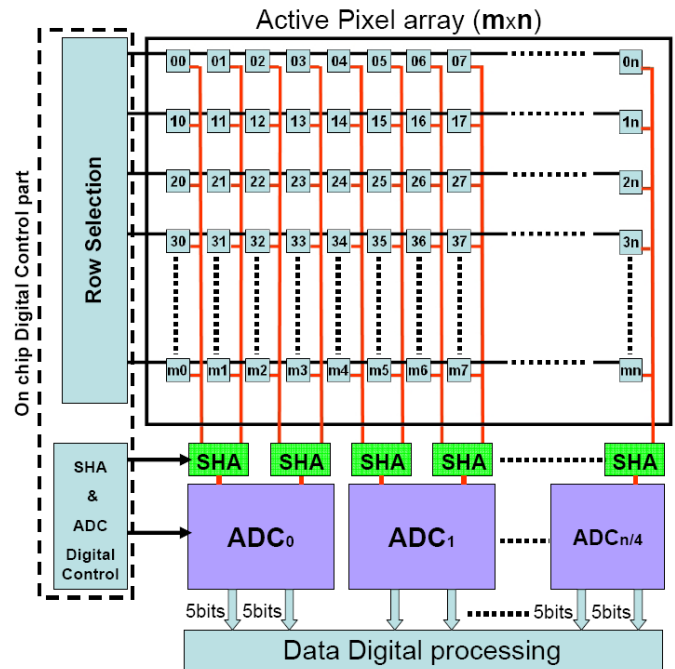 Active Pixel array (mxn)
On chip Digital Control part
Row Selection
00 01 02 03 04 05 06 07 0n
10 11 12 13 14 15 16 17 1n
20 21 22 23 24 25 26 27 2n
30 31 32 33 34 35 36 37 3n
m0 m1 m2 m3 m4 m5 m6 m7 mn
SHA
&
ADC
Digital
Control
SHA SHA SHA SHA SHA
ADC0 ADC1 ADCn/4
5bits 5bits 5bits 5bits
Data Digital processing